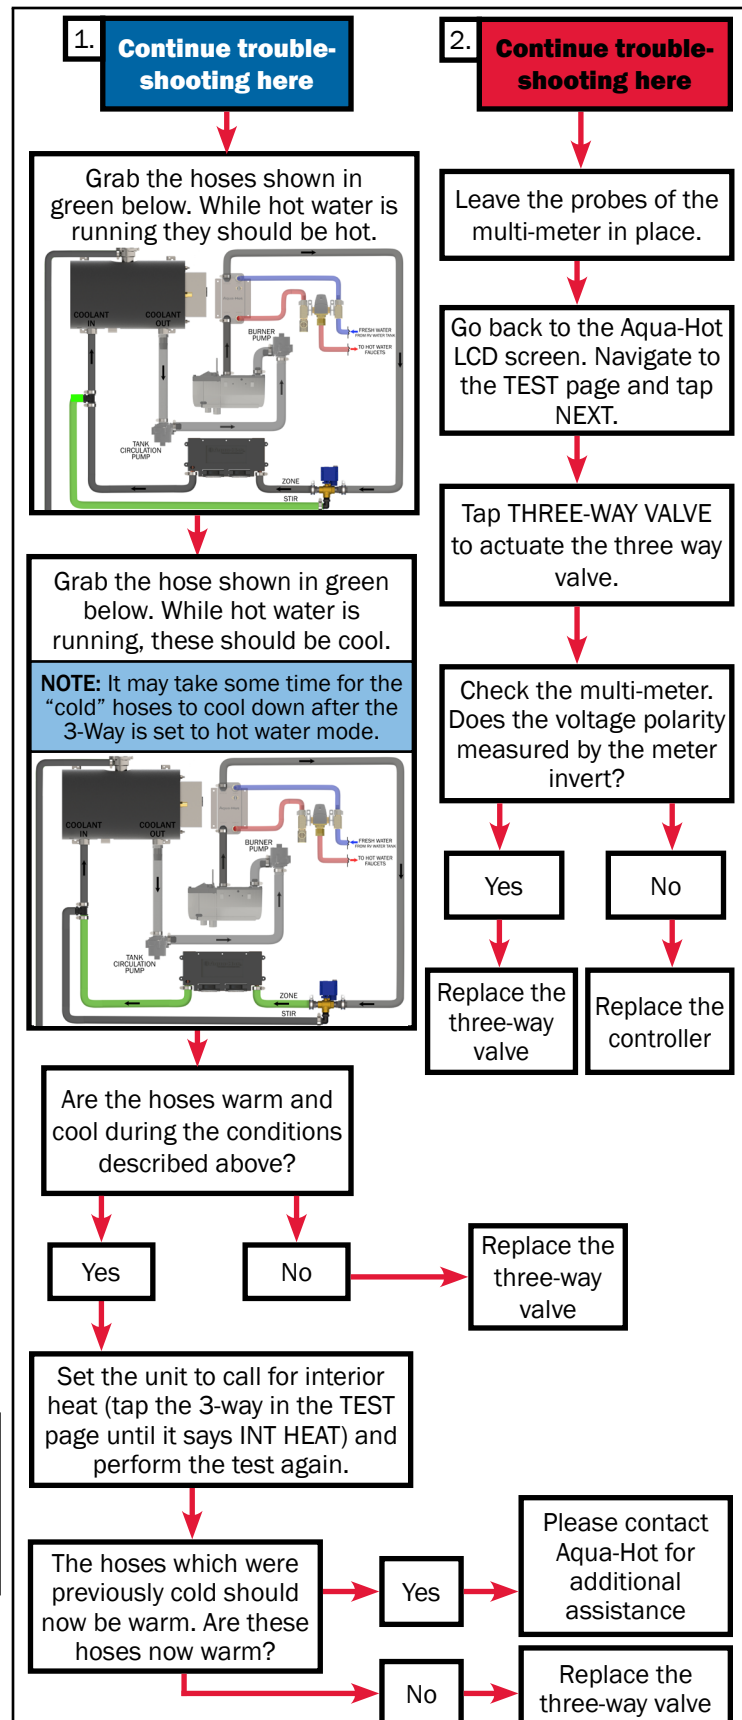 1.
Continue trouble-
shooting here
Grab the hoses shown in
green below. While hot water is
running they should be hot.
COOLANT
IN
COOLANT
OUT
BURNER
PUMP
FRESH WATER
FROM RV WATER TANK
TO HOT WATER
FAUCETS
TANK
CIRCULATION
PUMP
ZONE
STIR
Grab the hose shown in green
below. While hot water is
running, these should be cool.
NOTE: It may take some time for the
“cold” hoses to cool down after the
3-Way is set to hot water mode.
COOLANT
IN
COOLANT
OUT
BURNER
PUMP
FRESH WATER
FROM RV WATER TANK
TO HOT WATER
FAUCETS
TANK
CIRCULATION
PUMP
ZONE
STIR
Are the hoses warm and
cool during the conditions
described above?
Yes
No
Replace the
three-way
valve
Set the unit to call for interior
heat (tap the 3-way in the TEST
page until it says INT HEAT) and
perform the test again.
The hoses which were
previously cold should
now be warm. Are these
hoses now warm?
Yes
Please contact
Aqua-Hot for
additional
assistance
No
Replace the
three-way valve
2.
Continue trouble-
shooting here
Leave the probes of the
multi-meter in place.
Go back to the Aqua-Hot
LCD screen. Navigate to
the TEST page and tap
NEXT.
Tap THREE-WAY VALVE
to actuate the three way
valve.
Check the multi-meter.
Does the voltage polarity
measured by the meter
invert?
Yes
No
Replace the
three-way
valve
Replace the
controller